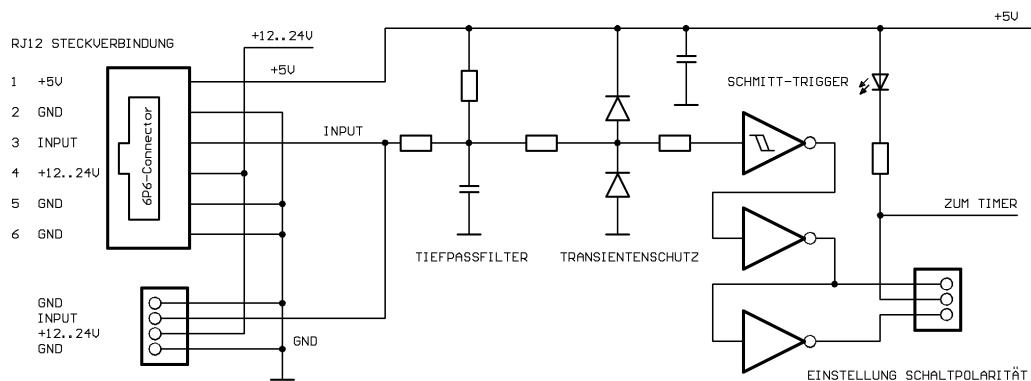 +5V
+12..24V
RJ12 STECKVERBINDUNG
+5V
1 +5V
SCHMITT-TRIGGER
2 GND
INPUT
3 INPUT
4 +12..24V
5 GND
6 GND
6P6-Connector
ZUM TIMER
TIEFPASSFILTER
TRANSIENTENSCHUTZ
GND
INPUT
+12..24V
GND
GND
EINSTELLUNG SCHALTPOLARITÄT